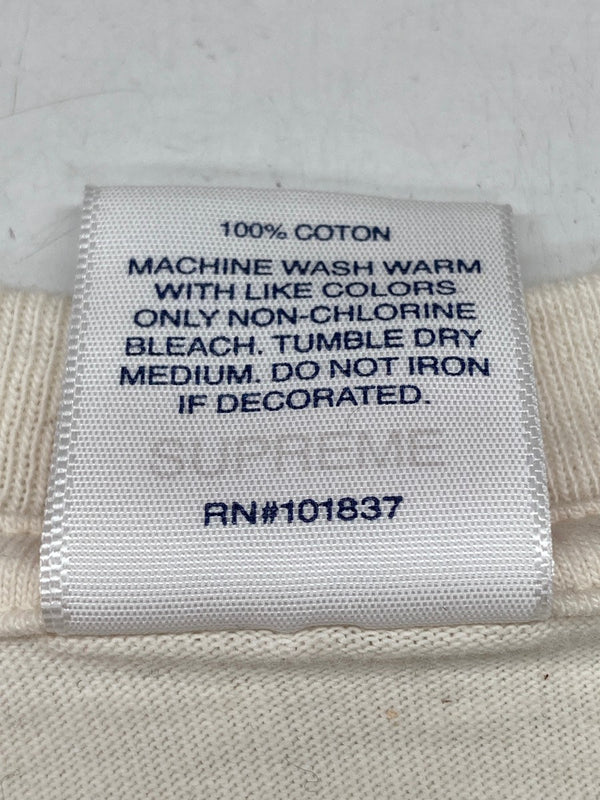 100% COTON
MACHINE WASH WARM
WITH LIKE COLORS
ONLY NON-CHLORINE
BLEACH. TUMBLE DRY
MEDIUM. DO NOT IRON
IF DECORATED.
SUPREME
RN#101837